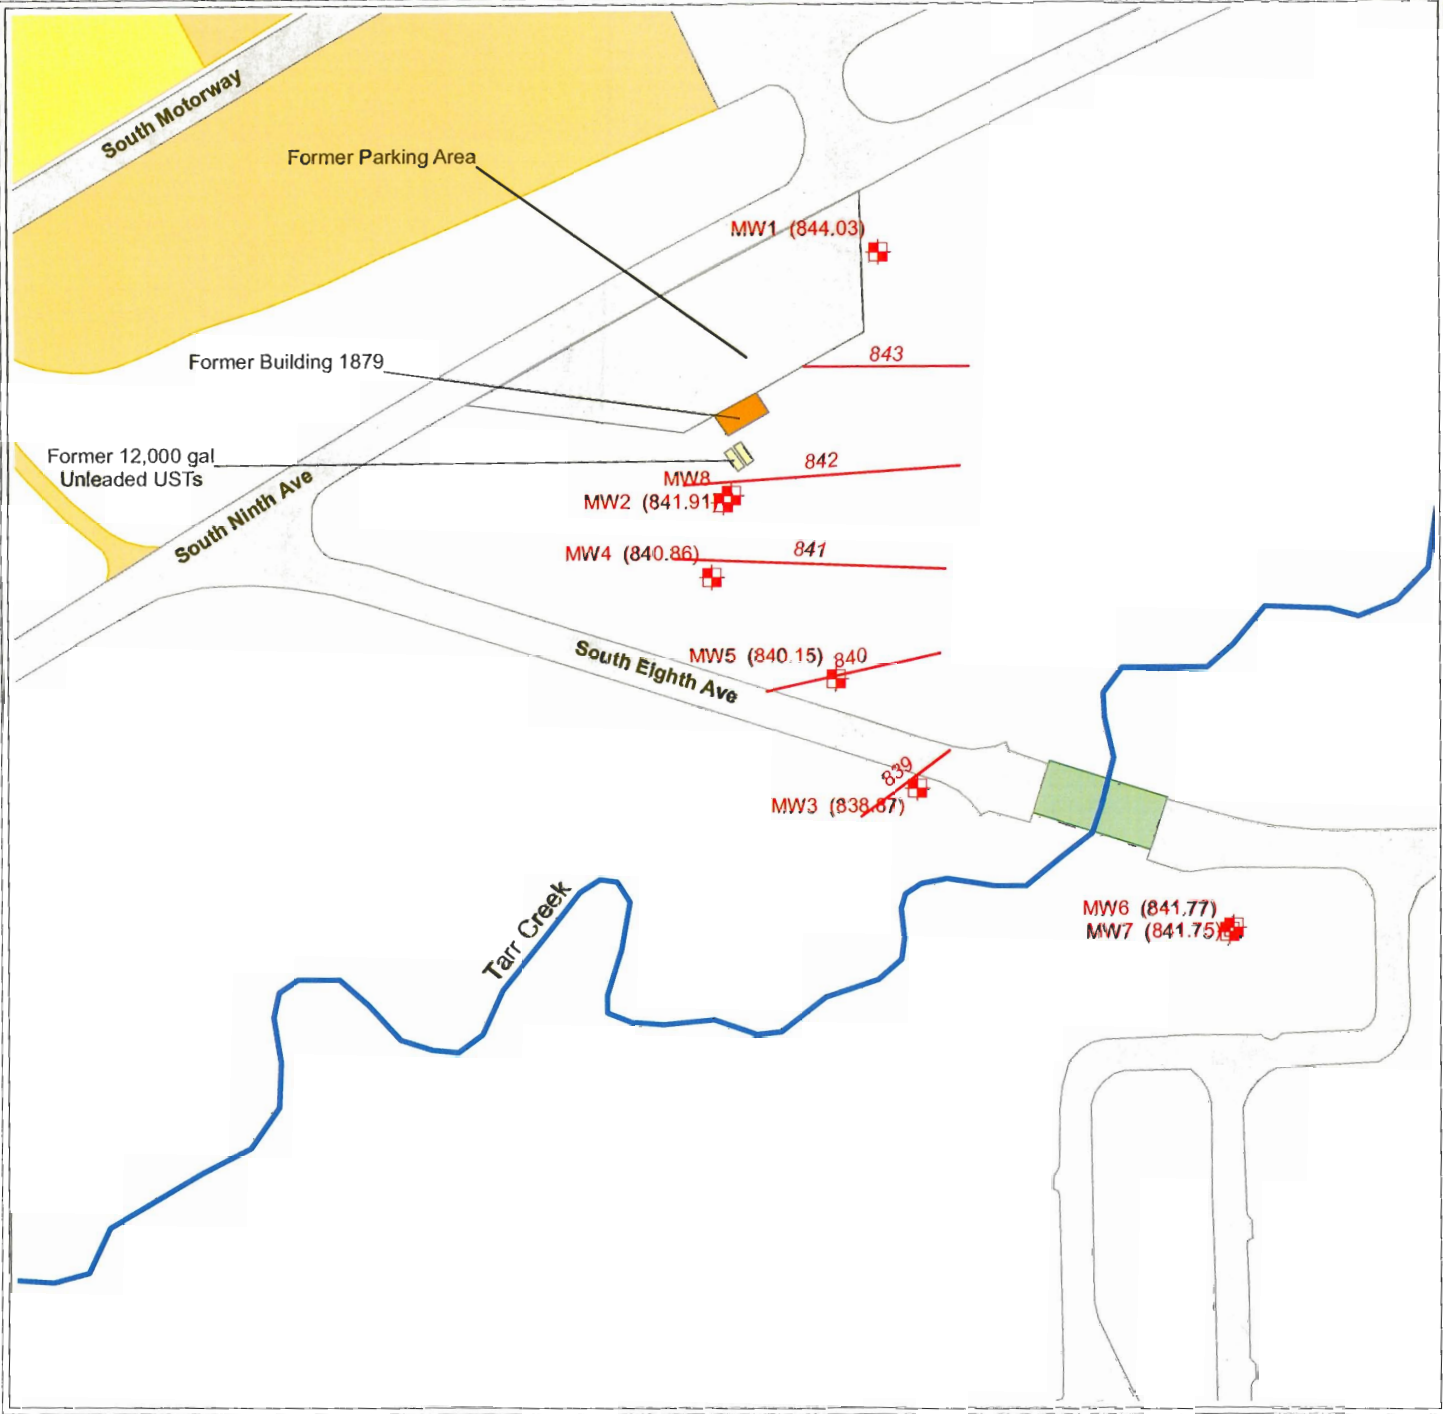 South Motorway
Former Parking Area
MW1 (844.03)
843
Former Building 1879
Former 12,000 gal
Unleaded USTs
842
MW8
MW2 (841.91)
South Ninth Ave
MW4 (840.86)
841
South Eighth Ave
MW5 (840.15)
840
839
MW3 (838.87)
Tarr Creek
MW6 (841.77)
MW7 (841.75)